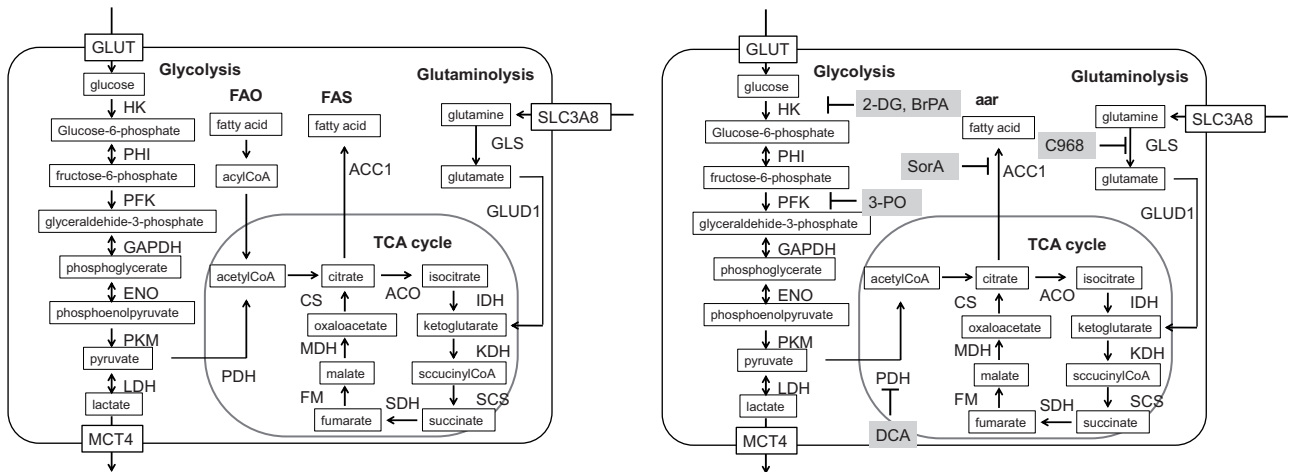 GLUT
Glycolysis
glucose
HK
Glucose-6-phosphate
PHI
fructose-6-phosphate
PFK
glyceraldehyde-3-phosphate
GAPDH
phosphoglycerate
ENO
phosphoenolpyruvate
PKM
pyruvate
LDH
lactate
MCT4
FAO
fatty acid
acylCoA
acetylCoA
PDH
FAS
fatty acid
ACC1
TCA cycle
citrate
ACO
isocitrate
IDH
ketoglutarate
KDH
sccucinylCoA
SCS
succinate
SDH
fumarate
FM
malate
MDH
oxaloacetate
CS
Glutaminolysis
glutamine
SLC3A8
GLS
glutamate
GLUD1
GLUT
Glycolysis
glucose
HK
2-DG, BrPA
Glucose-6-phosphate
PHI
fructose-6-phosphate
PFK
3-PO
glyceraldehyde-3-phosphate
GAPDH
phosphoglycerate
ENO
phosphoenolpyruvate
PKM
pyruvate
LDH
lactate
MCT4
aar
fatty acid
SorA
ACC1
acetylCoA
PDH
DCA
TCA cycle
citrate
ACO
isocitrate
IDH
ketoglutarate
KDH
sccucinylCoA
SCS
succinate
SDH
fumarate
FM
malate
MDH
oxaloacetate
CS
Glutaminolysis
glutamine
SLC3A8
C968
GLS
glutamate
GLUD1